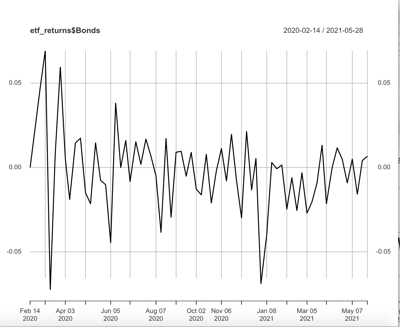 etf_returns$Bonds 2020-02-14 / 2021-05-28
0.05 0.05
0.00 0.00
-0.05 -0.05
Feb 14 Apr 03 Jun 05 Aug 07 Oct 02 Nov 06 Jan 08 Mar 05 May 07
2020 2020 2020 2020 2020 2020 2021 2021 2021